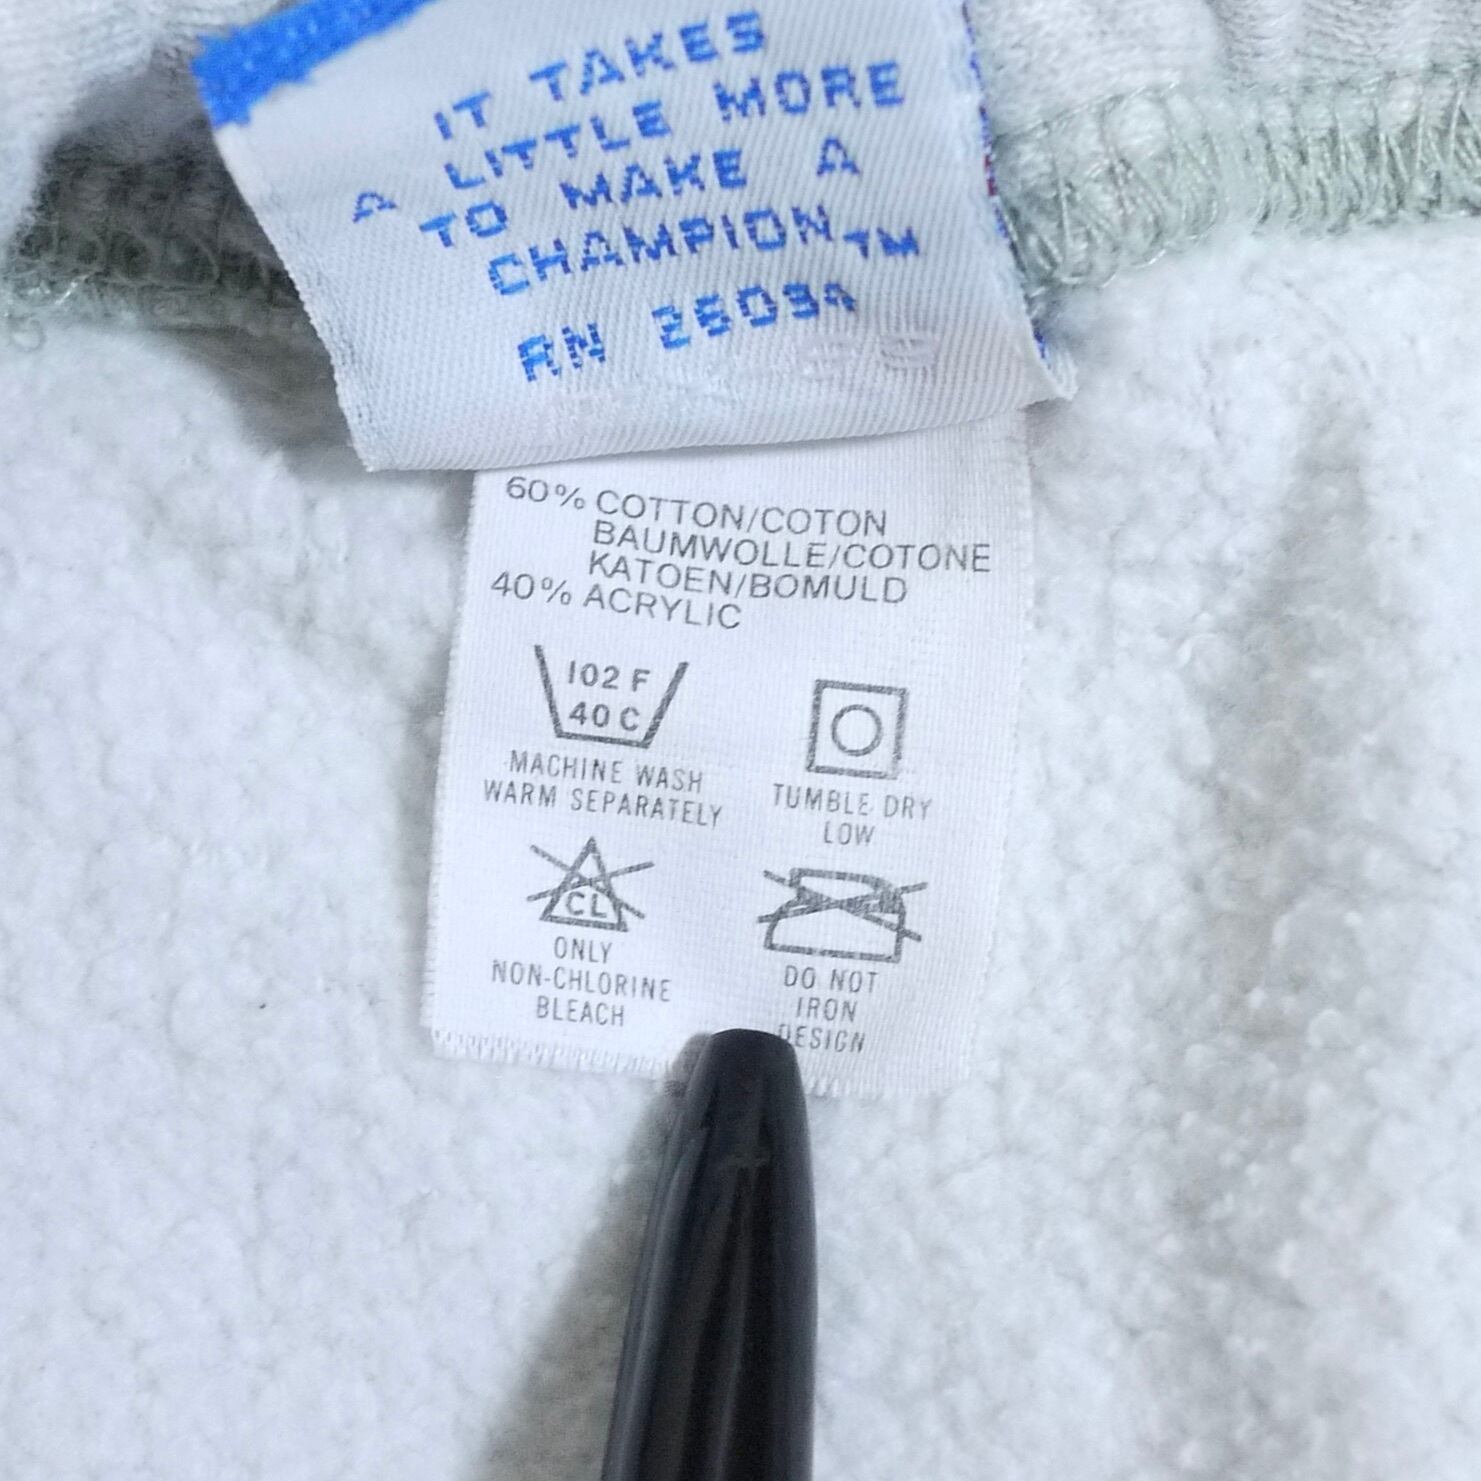 IT TAKES
A LITTLE MORE
TO MAKE A
CHAMPION™
RN 26094
60% COTTON/COTON
BAUMWOLLE/COTONE
KATOEN/BOMULD
40% ACRYLIC
102 F
40 C
MACHINE WASH
WARM SEPARATELY
TUMBLE DRY
LOW
CL
ONLY
NON-CHLORINE
BLEACH
DO NOT
IRON
DESIGN